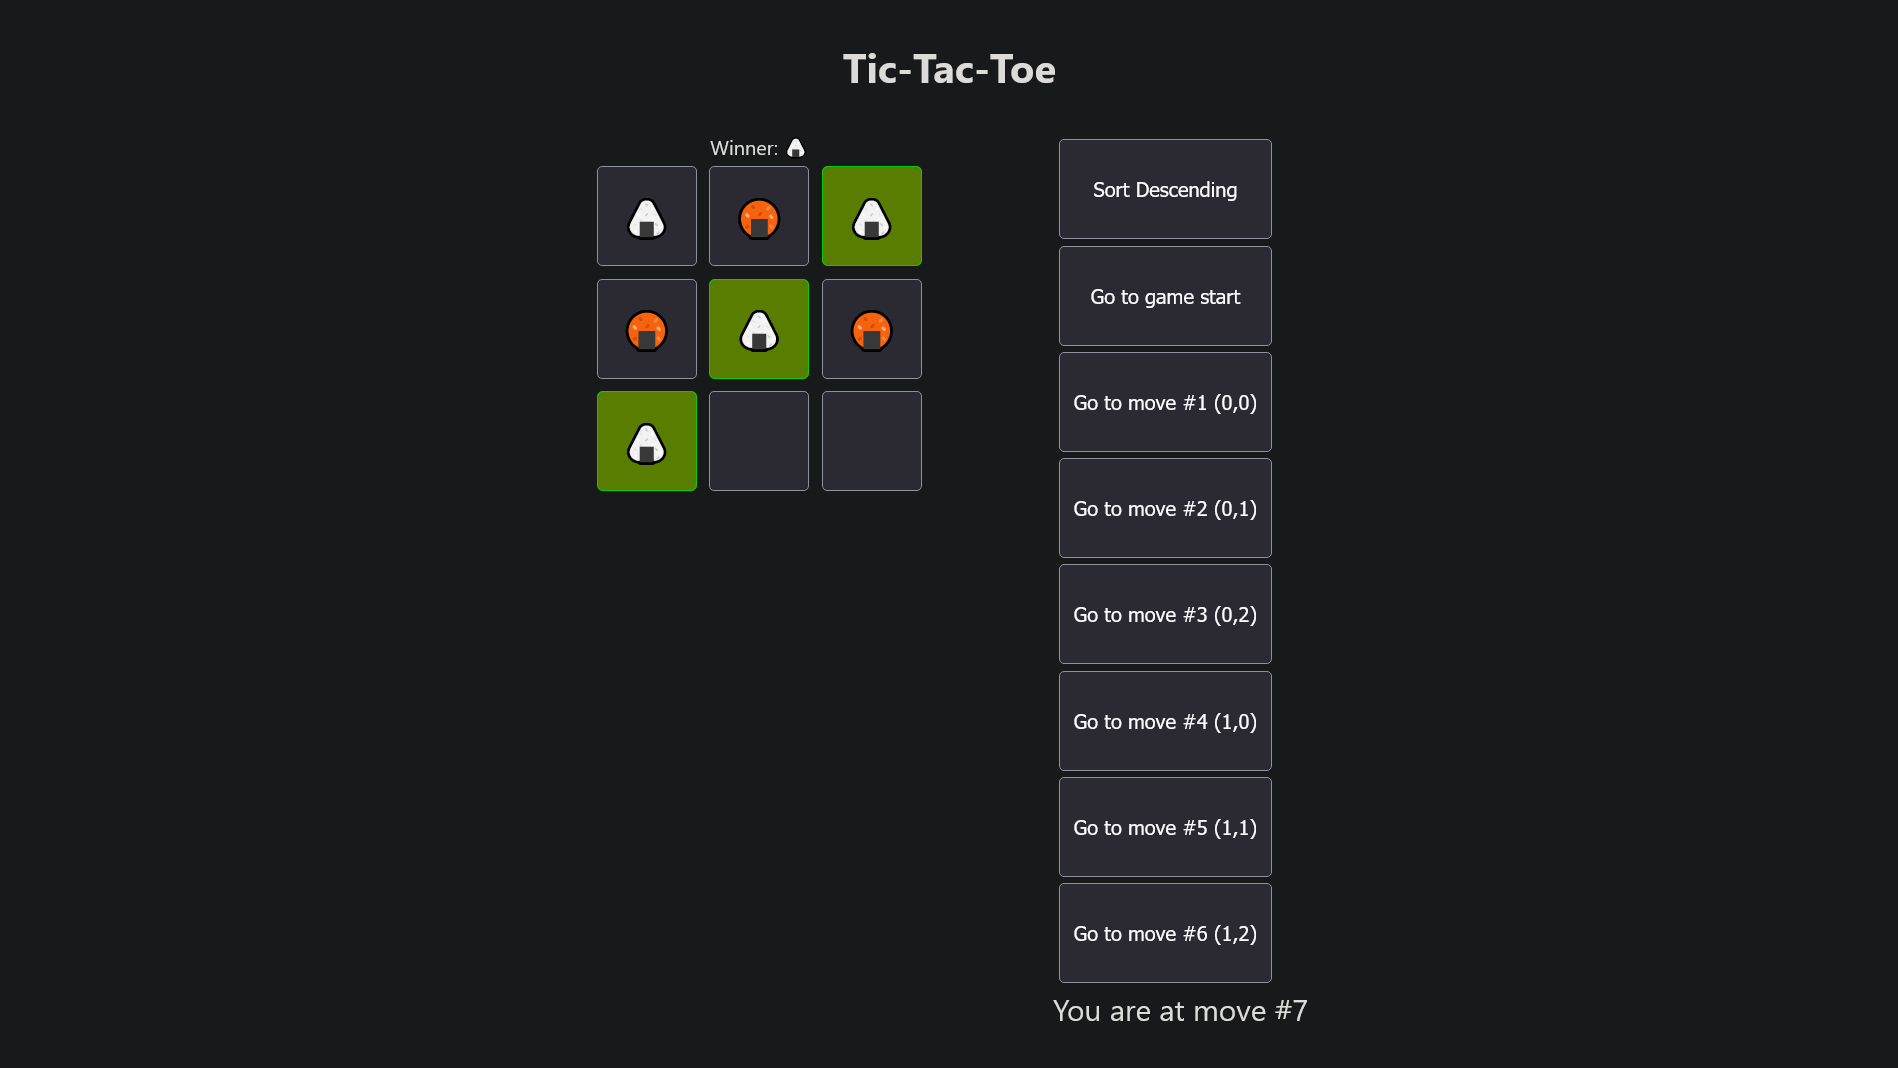 Tic-Tac-Toe
Winner:
Sort Descending
Go to game start
Go to move #1 (0,0)
Go to move #2 (0,1)
Go to move #3 (0,2)
Go to move #4 (1,0)
Go to move #5 (1,1)
Go to move #6 (1,2)
You are at move #7